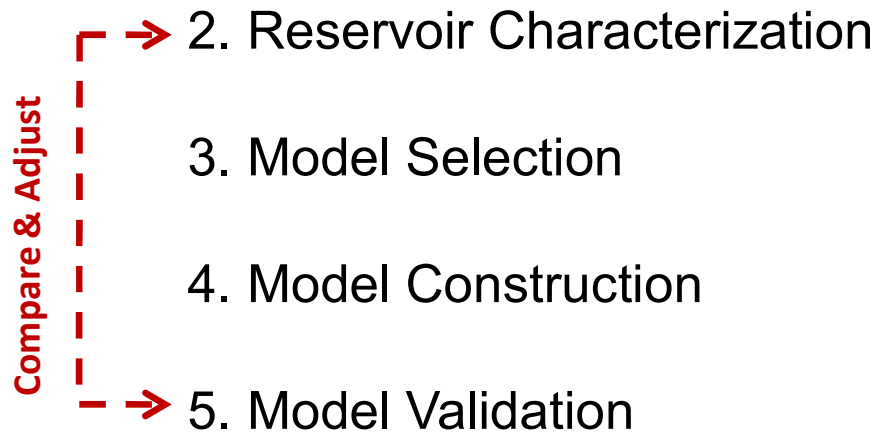 2. Reservoir Characterization
Compare & Adjust
3. Model Selection
4. Model Construction
5. Model Validation